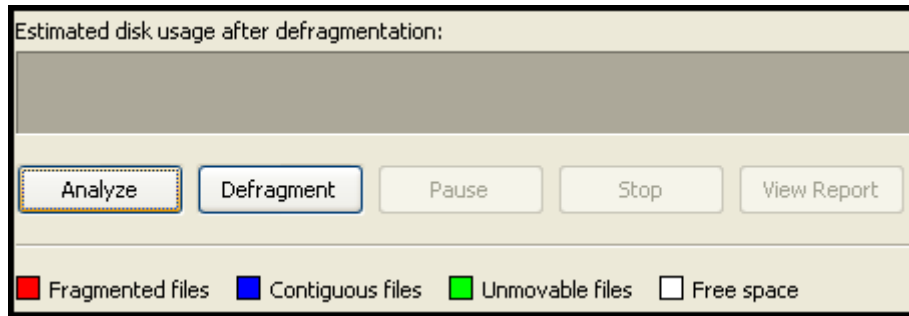 Estimated disk usage after defragmentation:
Analyze Defragment Pause Stop View Report
Fragmented files Contiguous files Unmovable files Free space